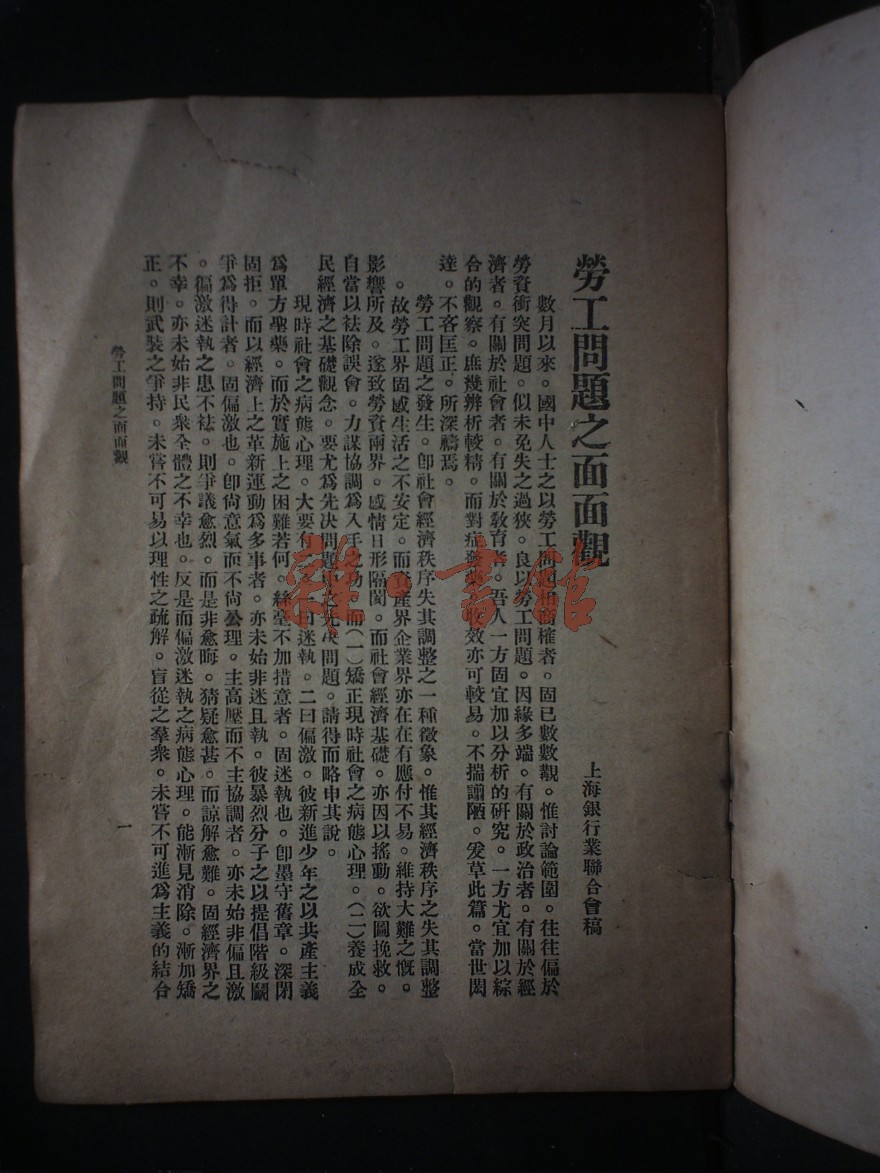 勞工問題之面面觀
上海銀行業聯合會稿
數月以來。國中人士之以勞工問題相商榷者。固已數數觀。惟討論範圍。往往偏於
勞資衝突問題。似未免失之過狹。良以勞工問題。因緣多端。有關於政治者。有關於經
濟者。有關於社會者。有關於敎育者。吾人一方固宜加以分析的研究。一方尤宜加以綜
合的觀察。庶幾辨析較精。而對症發藥。收效亦可較易。不揣譾陋。爰草此篇。當世閎
達。不吝匡正。所深禱焉。
勞工問題之發生。卽社會經濟秩序失其調整之一種徵象。惟其經濟秩序之失其調整
。故勞工界固感生活之不安定。而資產界企業界亦在在有應付不易。維持大難之慨。
影響所及。遂致勞資兩界。感情日形隔閡。而社會經濟基礎。亦因以搖動。欲圖挽救。
自當以祛除誤會。力謀協調爲入手之初。而(一)矯正現時社會之病態心理。(二)養成全
民經濟之基礎觀念。要尤爲先決問題之先決問題。請得而略申其說。
現時社會之病態心理。大要有二。一曰迷執。二曰偏激。彼新進少年之以共產主義
爲單方聖藥。而於實施上之困難若何。絲毫不加措意者。固迷執也。卽墨守舊章。深閉
固拒。而以經濟上之革新運動爲多事者。亦未始非迷且執。彼暴烈分子之以提倡階級鬭
爭爲得計者。固偏激也。卽尙意氣而不尙公理。主高壓而不主協調者。亦未始非偏且激
。偏激迷執之患不祛。則爭議愈烈。而是非愈晦。猜疑愈甚。而諒解愈難。固經濟界之
不幸。亦未始非民衆全體之不幸也。反是而偏激迷執之病態心理。能漸見消除。漸加矯
正。則武裝之爭持。未嘗不可易以理性之疏解。盲從之羣衆。未嘗不可進爲主義的結合
勞工問題之面面觀
一
雜·書館